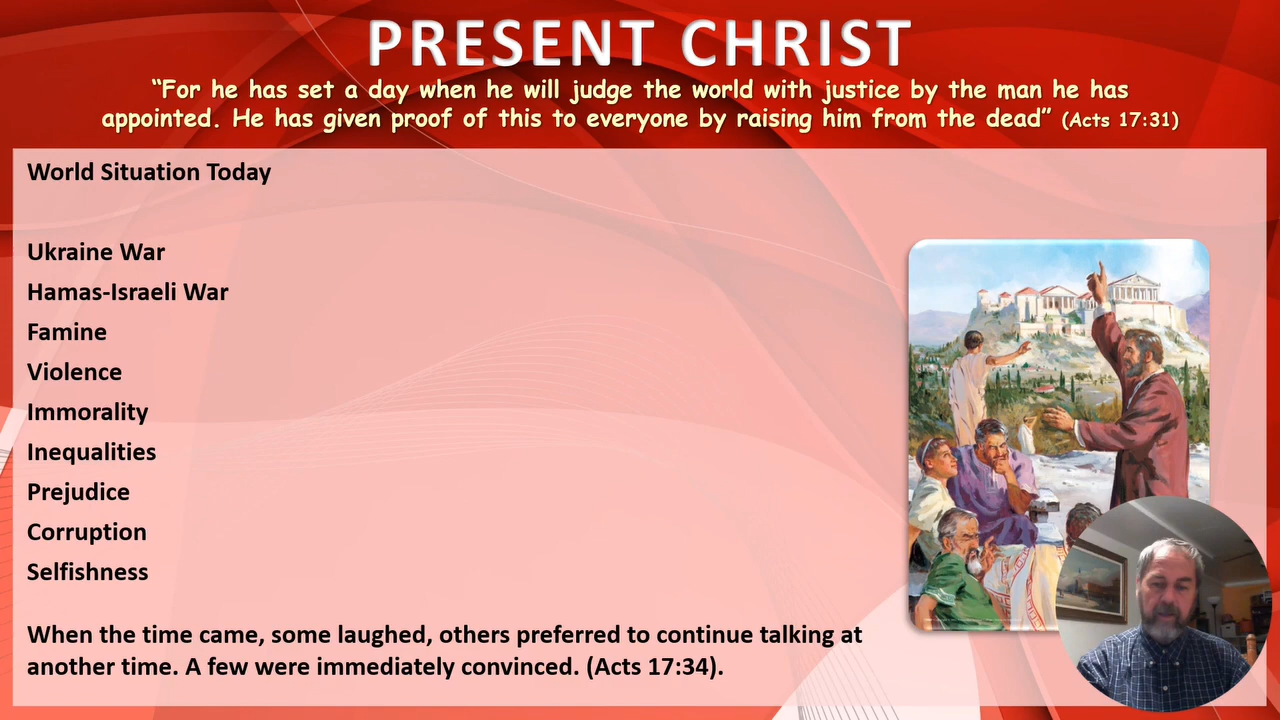 PRESENT CHRIST
“For he has set a day when he will judge the world with justice by the man he has
appointed. He has given proof of this to everyone by raising him from the dead” (Acts 17:31)
World Situation Today
Ukraine War
Hamas-Israeli War
Famine
Violence
Immorality
Inequalities
Prejudice
Corruption
Selfishness
When the time came, some laughed, others preferred to continue talking at
another time. A few were immediately convinced. (Acts 17:34).